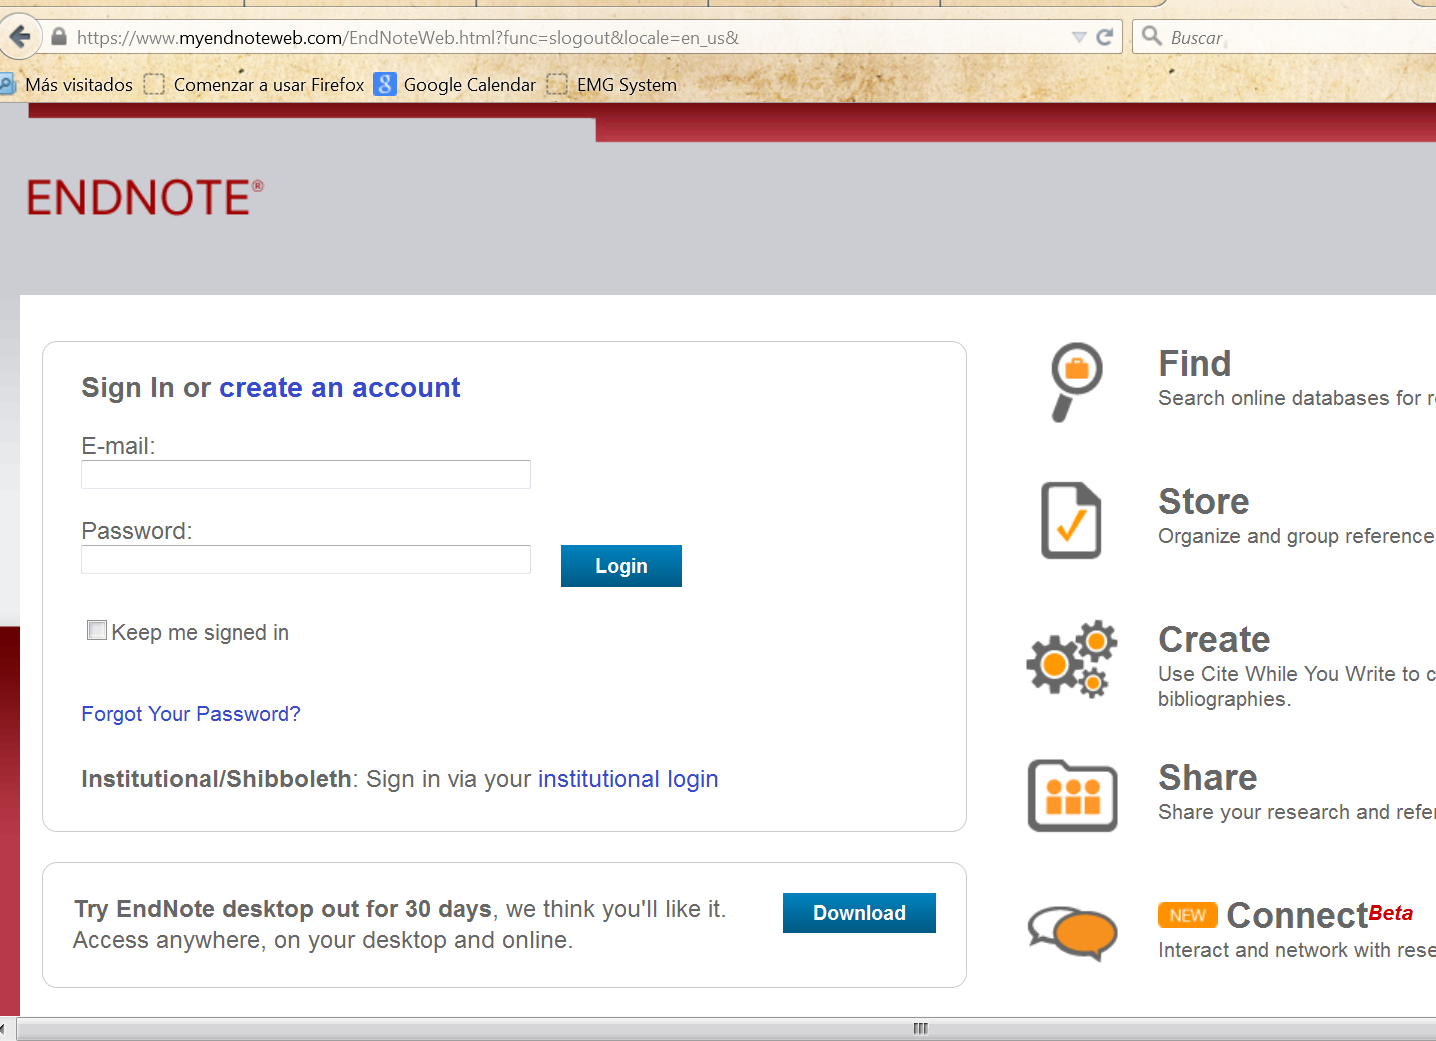 https://www.myendnoteweb.com/EndNoteWeb.html?func=slogout&locale=en_us&
Buscar
Más visitados
Comenzar a usar Firefox
Google Calendar
EMG System
ENDNOTE®
Sign In or create an account
E-mail:
Password:
Login
Keep me signed in
Forgot Your Password?
Institutional/Shibboleth: Sign in via your institutional login
Try EndNote desktop out for 30 days, we think you'll like it.
Access anywhere, on your desktop and online.
Download
Find
Search online databases for
Store
Organize and group reference
Create
Use Cite While You Write to
bibliographies.
Share
Share your research and
NEW Connect Beta
Interact and network with